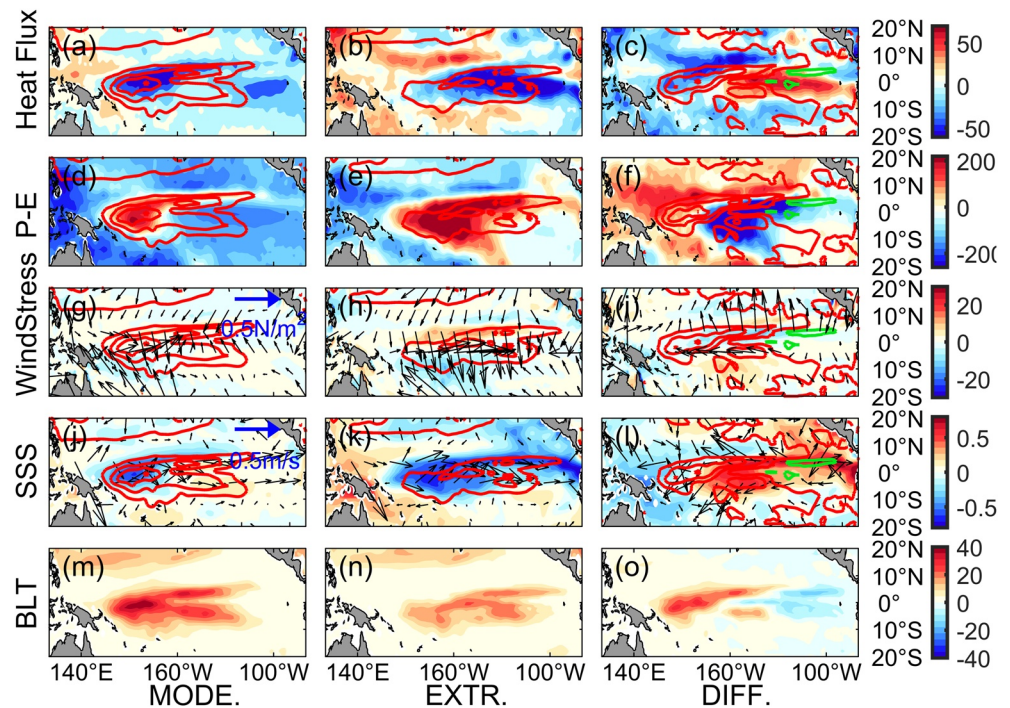 Heat Flux
(a)
(b)
(c)
20°N
10°N
0°
10°S
20°S
50
0
-50
P-E
(d)
(e)
(f)
20°N
10°N
0°
10°S
20°S
200
0
-200
WindStress
(g)
0.5N/m²
(h)
(i)
20°N
10°N
0°
10°S
20°S
20
0
-20
SSS
(j)
0.5m/s
(k)
(l)
20°N
10°N
0°
10°S
20°S
0.5
0
-0.5
BLT
(m)
(n)
(o)
20°N
10°N
0°
10°S
20°S
40
20
0
-20
-40
140°E 160°W 100°W
140°E 160°W 100°W
140°E 160°W 100°W
MODE.
EXTR.
DIFF.